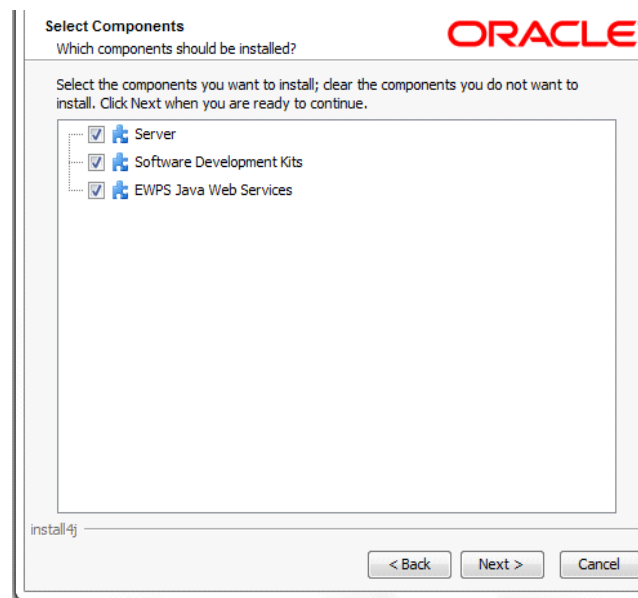 Select Components
ORACLE
Which components should be installed?
Select the components you want to install; clear the components you do not want to
install. Click Next when you are ready to continue.
Server
Software Development Kits
EWPS Java Web Services
install4j
< Back
Next >
Cancel